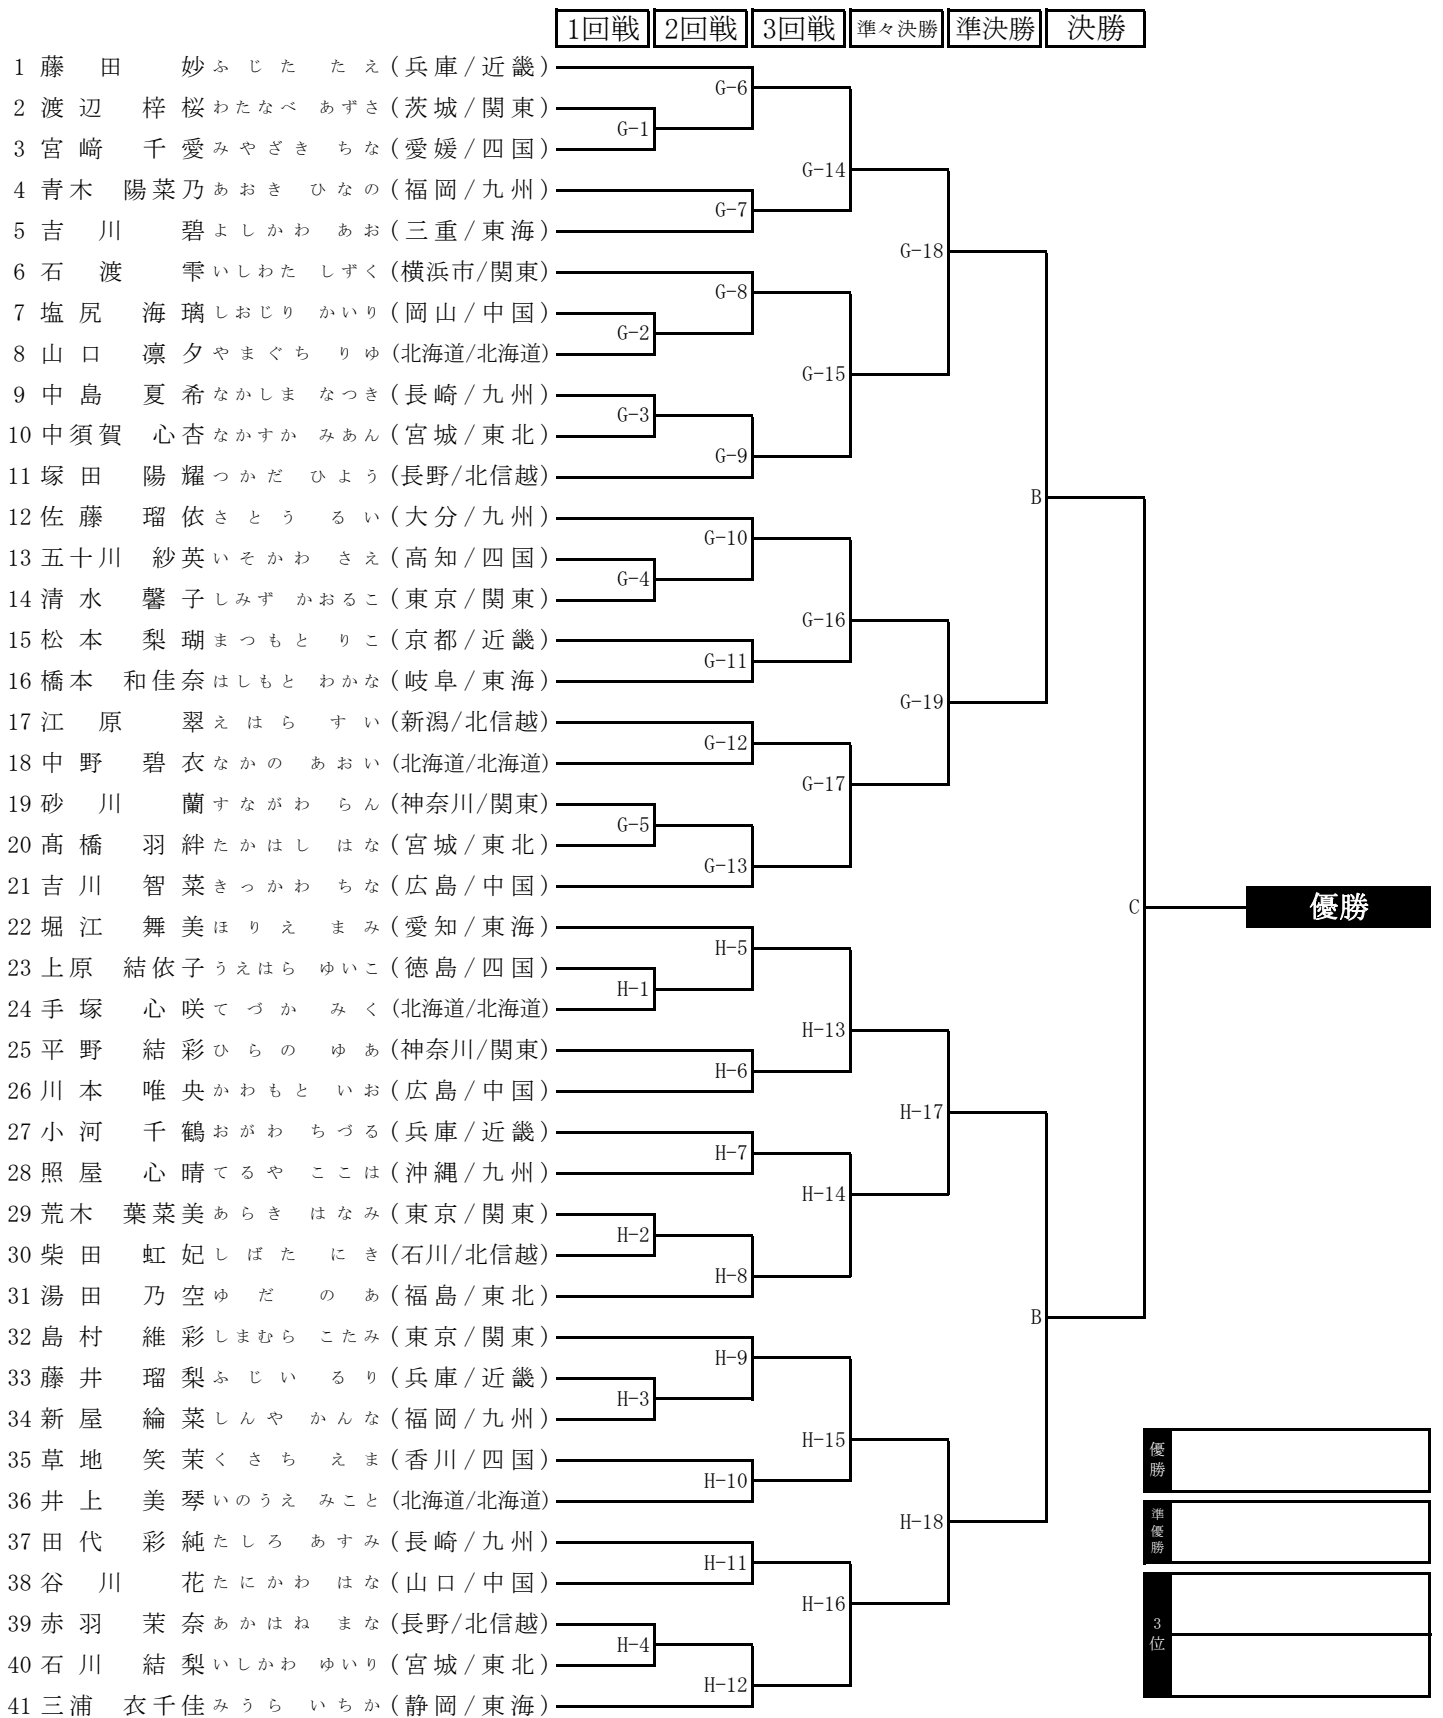 1回戦 2回戦 3回戦 準々決勝 準決勝 決勝
1 藤田 妙 ふじた たえ (兵庫/近畿)
G-6
2 渡辺 梓桜 わたなべ あずさ (茨城/関東)
G-1
3 宮﨑 千愛 みやざき ちな (愛媛/四国)
G-14
4 青木 陽菜乃 あおき ひなの (福岡/九州)
G-7
5 吉川 碧 よしかわ あお (三重/東海)
G-18
6 石渡 雫 いしわた しずく (横浜市/関東)
G-8
7 塩尻 海璃 しおじり かいり (岡山/中国)
G-2
8 山口 凛夕 やまぐち りゆ (北海道/北海道)
G-15
9 中島 夏希 なかしま なつき (長崎/九州)
G-3
10 中須賀 心杏 なかすか みあん (宮城/東北)
G-9
11 塚田 陽耀 つかだ ひよう (長野/北信越)
B
12 佐藤 瑠依 さとう るい (大分/九州)
G-10
13 五十川 紗英 いそかわ さえ (高知/四国)
G-4
14 清水 馨子 しみず かおるこ (東京/関東)
G-16
15 松本 梨瑚 まつもと りこ (京都/近畿)
G-11
16 橋本 和佳奈 はしもと わかな (岐阜/東海)
G-19
17 江原 翠 えはら すい (新潟/北信越)
G-12
18 中野 碧衣 なかの あおい (北海道/北海道)
G-17
19 砂川 蘭 すながわ らん (神奈川/関東)
G-5
20 髙橋 羽絆 たかはし はな (宮城/東北)
G-13
21 吉川 智菜 きっかわ ちな (広島/中国)
C 優勝
22 堀江 舞美 ほりえ まみ (愛知/東海)
H-5
23 上原 結依子 うえはら ゆいこ (徳島/四国)
H-1
24 手塚 心咲 てづか みく (北海道/北海道)
H-13
25 平野 結彩 ひらの ゆあ (神奈川/関東)
H-6
26 川本 唯央 かわもと いお (広島/中国)
H-17
27 小河 千鶴 おがわ ちづる (兵庫/近畿)
H-7
28 照屋 心晴 てるや ここは (沖縄/九州)
H-14
29 荒木 葉菜美 あらき はなみ (東京/関東)
H-2
30 柴田 虹妃 しばた にき (石川/北信越)
H-8
31 湯田 乃空 ゆだ のあ (福島/東北)
B
32 島村 維彩 しまむら こたみ (東京/関東)
H-9
33 藤井 瑠梨 ふじい るり (兵庫/近畿)
H-3
34 新屋 綸菜 しんや かんな (福岡/九州)
H-15
35 草地 笑茉 くさち えま (香川/四国)
優勝
H-10
36 井上 美琴 いのうえ みこと (北海道/北海道)
H-18
準優勝
37 田代 彩純 たしろ あすみ (長崎/九州)
H-11
38 谷川 花 たにかわ はな (山口/中国)
H-16
39 赤羽 茉奈 あかはね まな (長野/北信越)
3位
H-4
40 石川 結梨 いしかわ ゆいり (宮城/東北)
H-12
41 三浦 衣千佳 みうら いちか (静岡/東海)